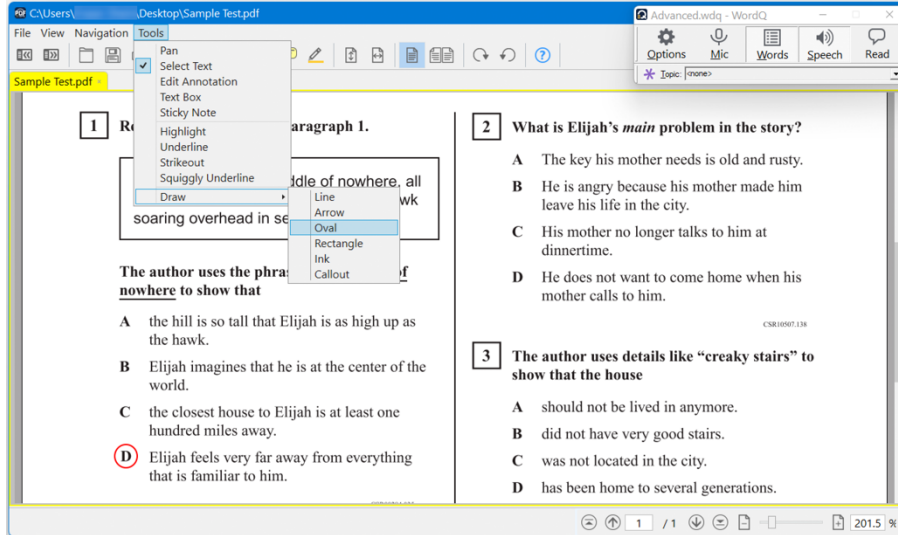 C:\Users\ \Desktop\Sample Test.pdf
File View Navigation Tools
Sample Test.pdf ×
Pan
Select Text
Edit Annotation
Text Box
Sticky Note
Highlight
Underline
Strikeout
Squiggly Underline
Draw
Line
Arrow
Oval
Rectangle
Ink
Callout
Advanced.wdq - WordQ
Options Mic Words Speech Read
Topic: <none>
1 aragraph 1.
ddle of nowhere, all
wk
soaring overhead in
The author uses the of
nowhere to show that
A the hill is so tall that Elijah is as high up as
the hawk.
B Elijah imagines that he is at the center of the
world.
C the closest house to Elijah is at least one
hundred miles away.
D Elijah feels very far away from everything
that is familiar to him.
2 What is Elijah's main problem in the story?
A The key his mother needs is old and rusty.
B He is angry because his mother made him
leave his life in the city.
C His mother no longer talks to him at
dinnertime.
D He does not want to come home when his
mother calls to him.
CSR10507.138
3 The author uses details like “creaky stairs” to
show that the house
A should not be lived in anymore.
B did not have very good stairs.
C was not located in the city.
D has been home to several generations.
1 / 1 201.5 %